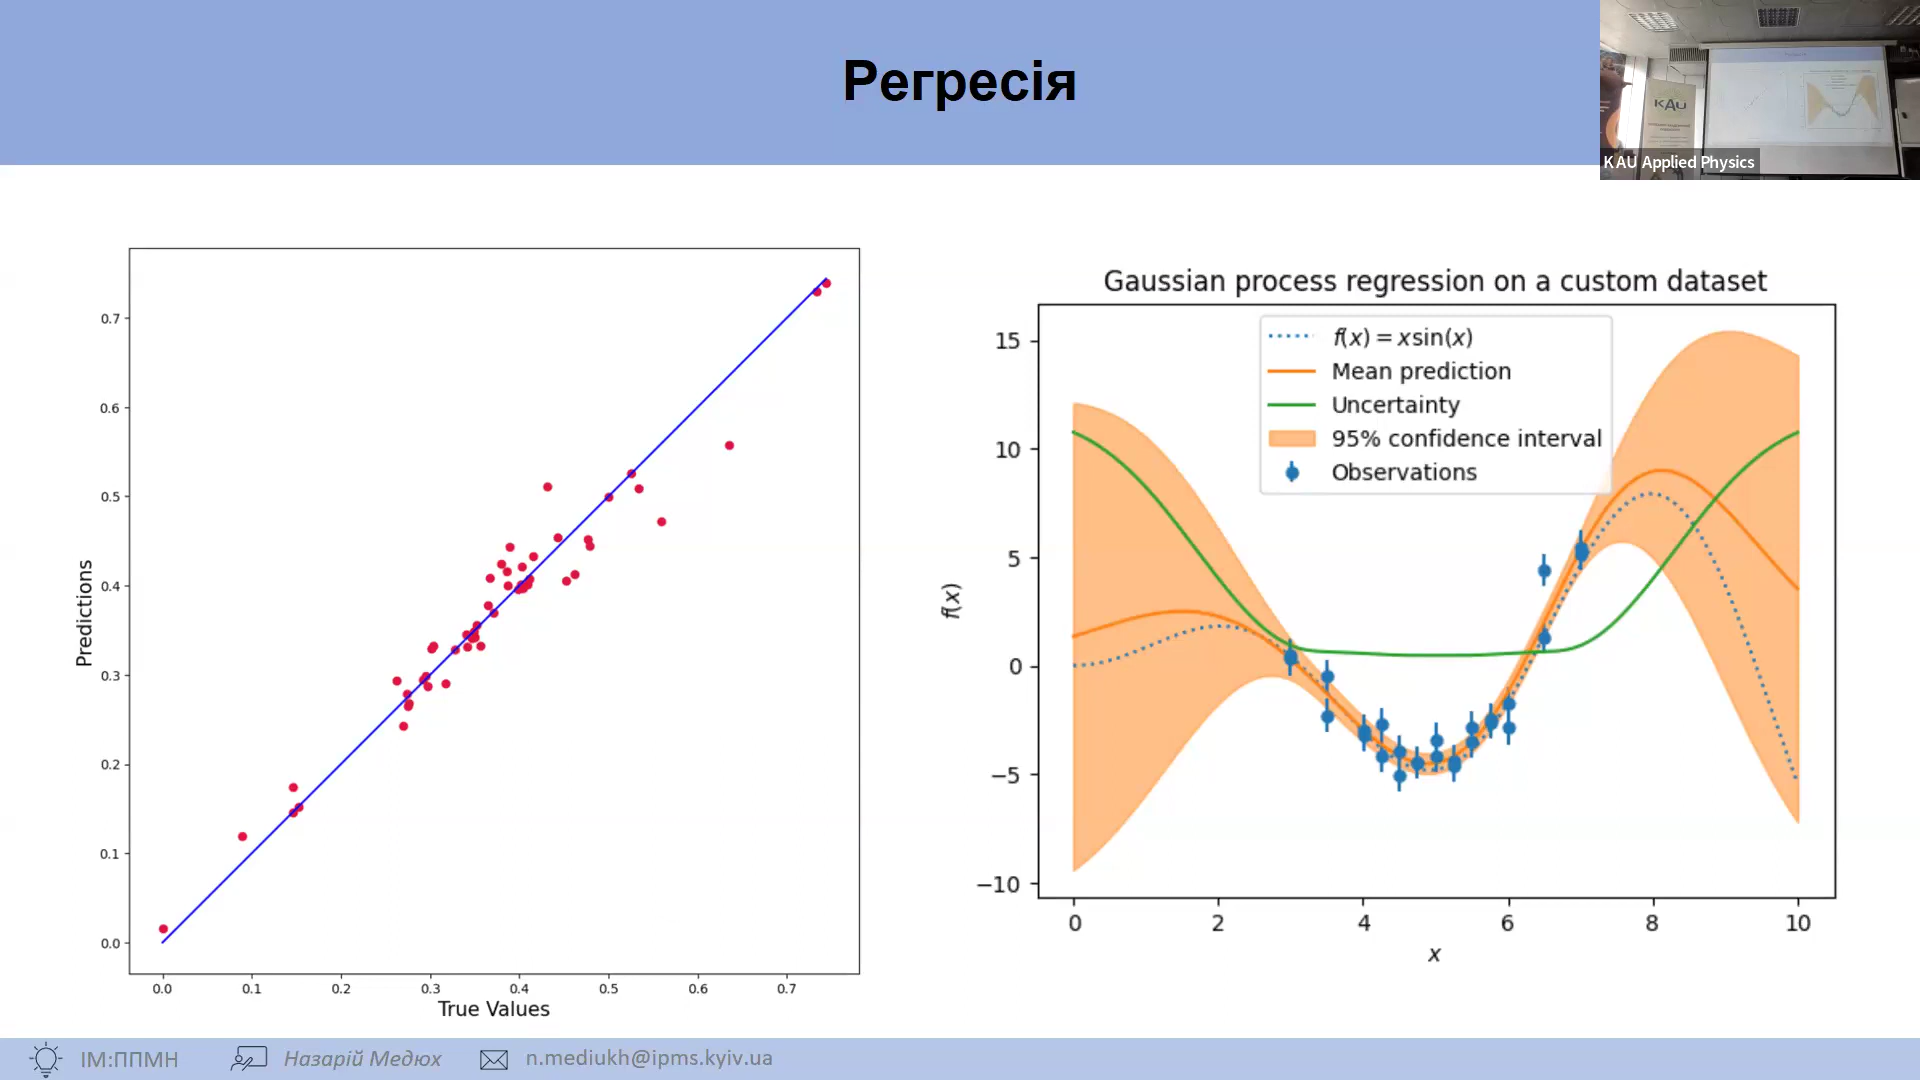 Регресія
KAU
KAU Applied Physics
Predictions
0.7
0.6
0.5
0.4
0.3
0.2
0.1
0.0
0.0 0.1 0.2 0.3 0.4 0.5 0.6 0.7
True Values
Gaussian process regression on a custom dataset
f(x) = x sin(x)
Mean prediction
Uncertainty
95% confidence interval
Observations
f(x)
15
10
5
0
−5
−10
0 2 4 6 8 10
x
ІМ:ППМН
Назарій Медюх
n.mediukh@ipms.kyiv.ua